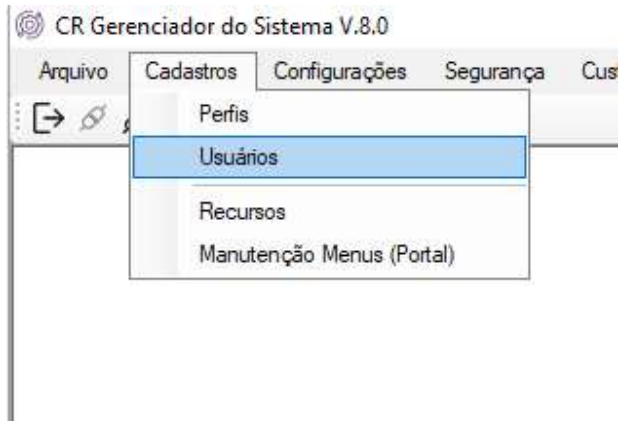 CR Gerenciador do Sistema V.8.0
Arquivo Cadastros Configurações Segurança
Perfis
Usuários
Recursos
Manutenção Menus (Portal)